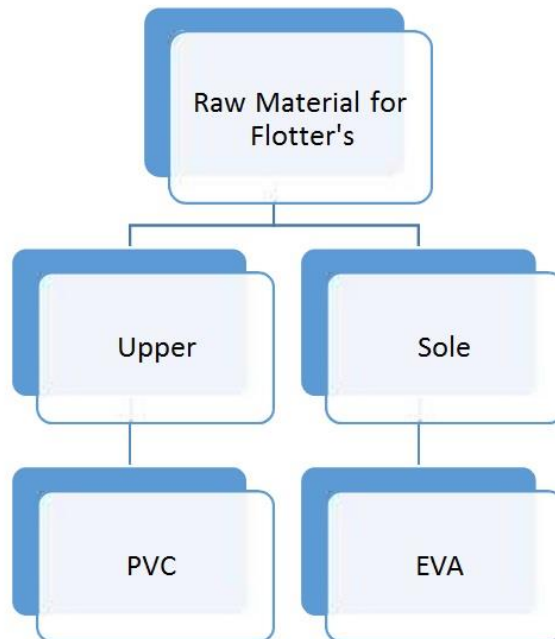 Raw Material for
Flotter's
Upper
Sole
PVC
EVA